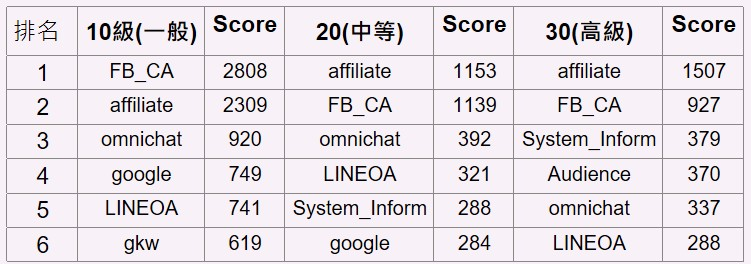 排名 10級(一般) Score 20(中等) Score 30(高級) Score
1 FB_CA 2808 affiliate 1153 affiliate 1507
2 affiliate 2309 FB_CA 1139 FB_CA 927
3 omnichat 920 omnichat 392 System_Inform 379
4 google 749 LINEOA 321 Audience 370
5 LINEOA 741 System_Inform 288 omnichat 337
6 gkw 619 google 284 LINEOA 288